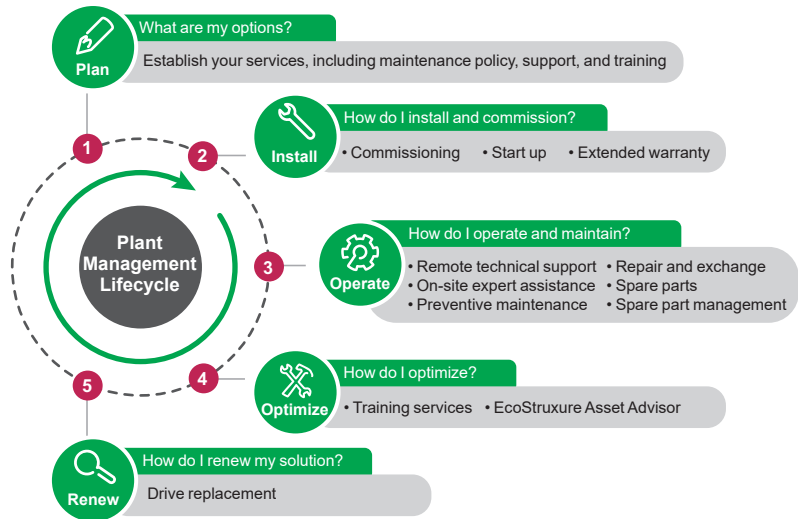 What are my options?
Plan
Establish your services, including maintenance policy, support, and training
1
2
How do I install and commission?
Install
• Commissioning • Start up • Extended warranty
Plant
Management
Lifecycle
3
How do I operate and maintain?
Operate
• Remote technical support • Repair and exchange
• On-site expert assistance • Spare parts
• Preventive maintenance • Spare part management
4
How do I optimize?
Optimize
• Training services • EcoStruxure Asset Advisor
5
How do I renew my solution?
Renew
Drive replacement